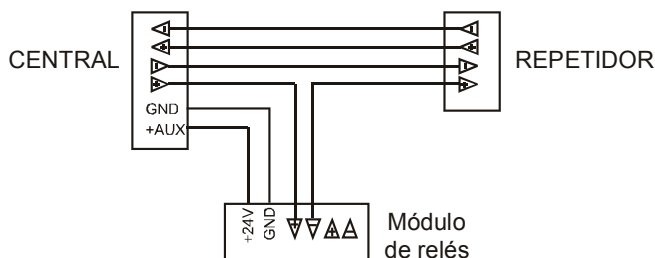 CENTRAL
REPETIDOR
GND
+AUX
+24V
GND
Módulo
de relés